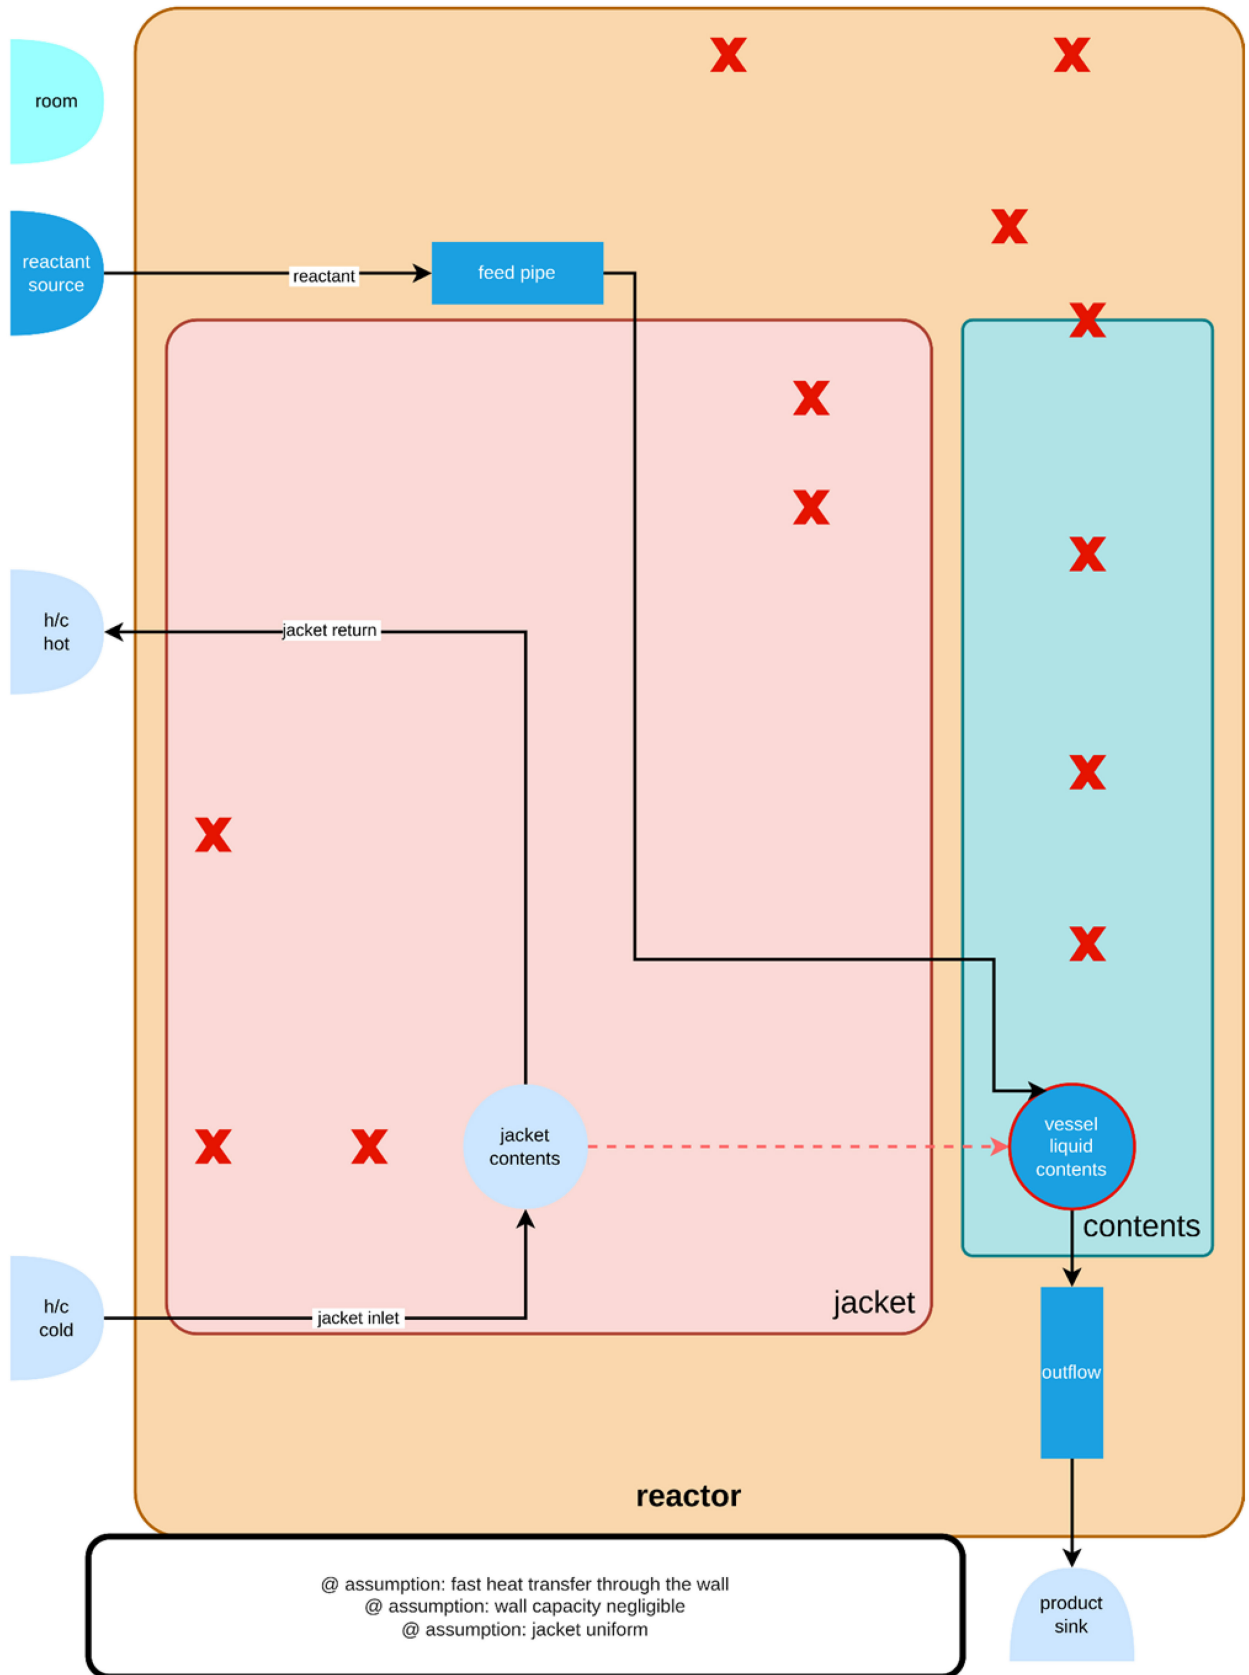 room
reactant
source
reactant
feed pipe
h/c
hot
jacket return
jacket
contents
vessel
liquid
contents
contents
h/c
cold
jacket inlet
jacket
outflow
reactor
@ assumption: fast heat transfer through the wall
@ assumption: wall capacity negligible
@ assumption: jacket uniform
product
sink